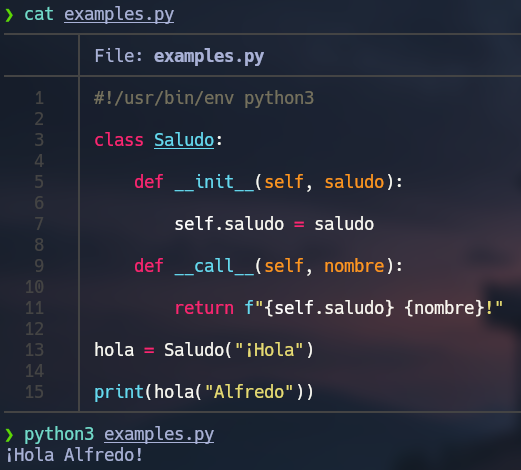 ❯ cat examples.py
File: examples.py
1 #!/usr/bin/env python3
2
3 class Saludo:
4
5     def __init__(self, saludo):
6
7         self.saludo = saludo
8
9     def __call__(self, nombre):
10
11         return f"{self.saludo} {nombre}!"
12
13 hola = Saludo("¡Hola")
14
15 print(hola("Alfredo"))
❯ python3 examples.py
¡Hola Alfredo!